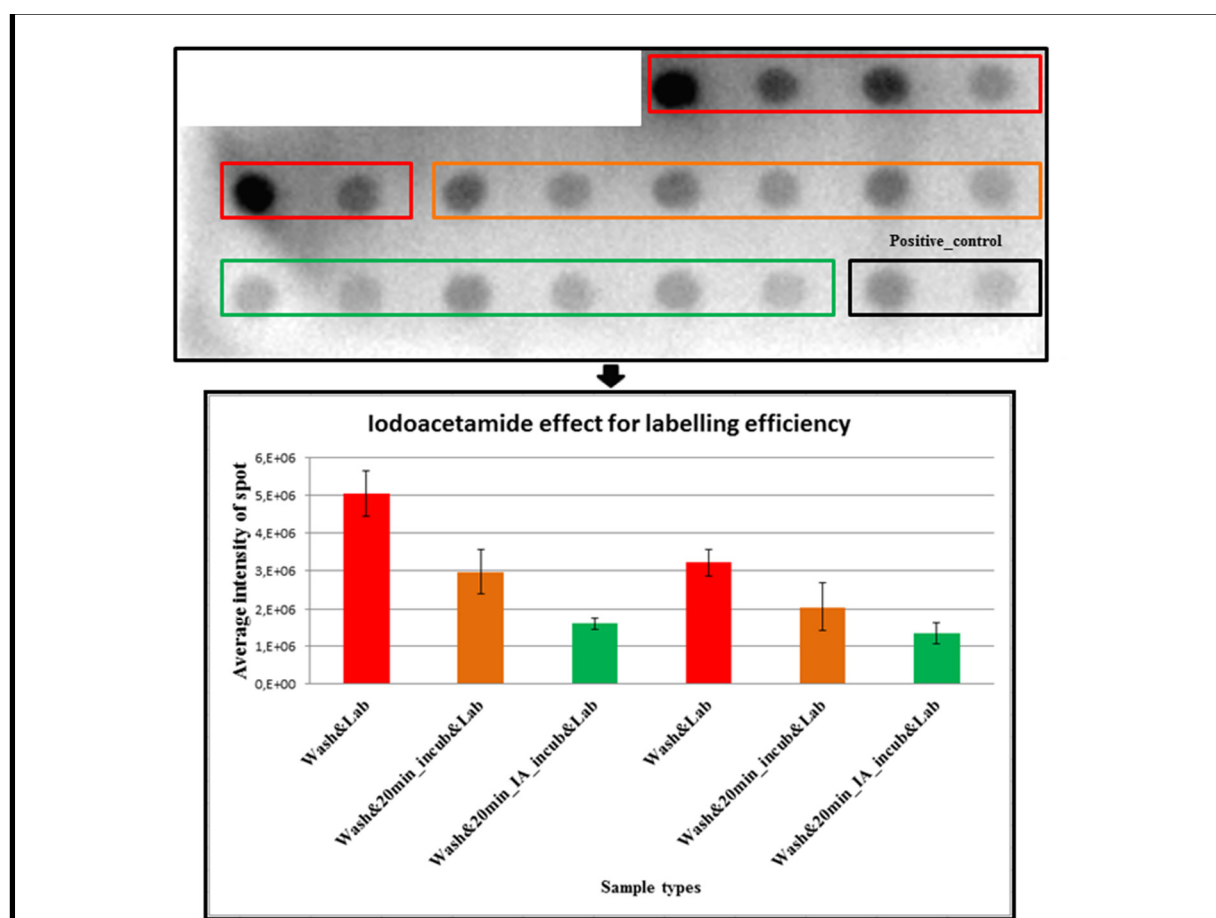 Positive_control
Iodoacetamide effect for labelling efficiency
Average intensity of spot
6,E+06
5,E+06
4,E+06
3,E+06
2,E+06
1,E+06
0,E+00
Wash&Lab
Wash&20min_incub&Lab
Wash&20min_IA_incub&Lab
Wash&Lab
Wash&20min_incub&Lab
Wash&20min_IA_incub&Lab
Sample types